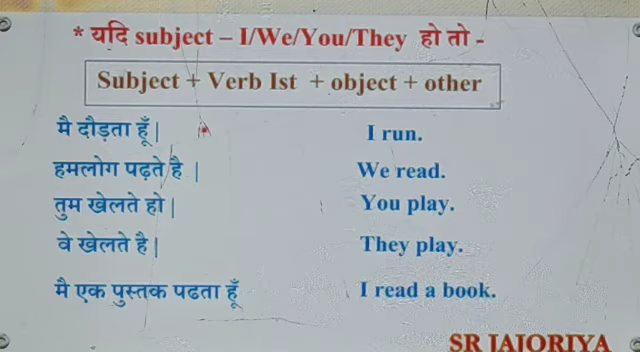 * यदि subject – I/We/You/They हो तो -
Subject + Verb Ist + object + other
मै दौड़ता हूँ | I run.
हमलोग पढ़ते है | We read.
तुम खेलते हो | You play.
वे खेलते है | They play.
मै एक पुस्तक पढता हूँ I read a book.
SR JAJORIYA